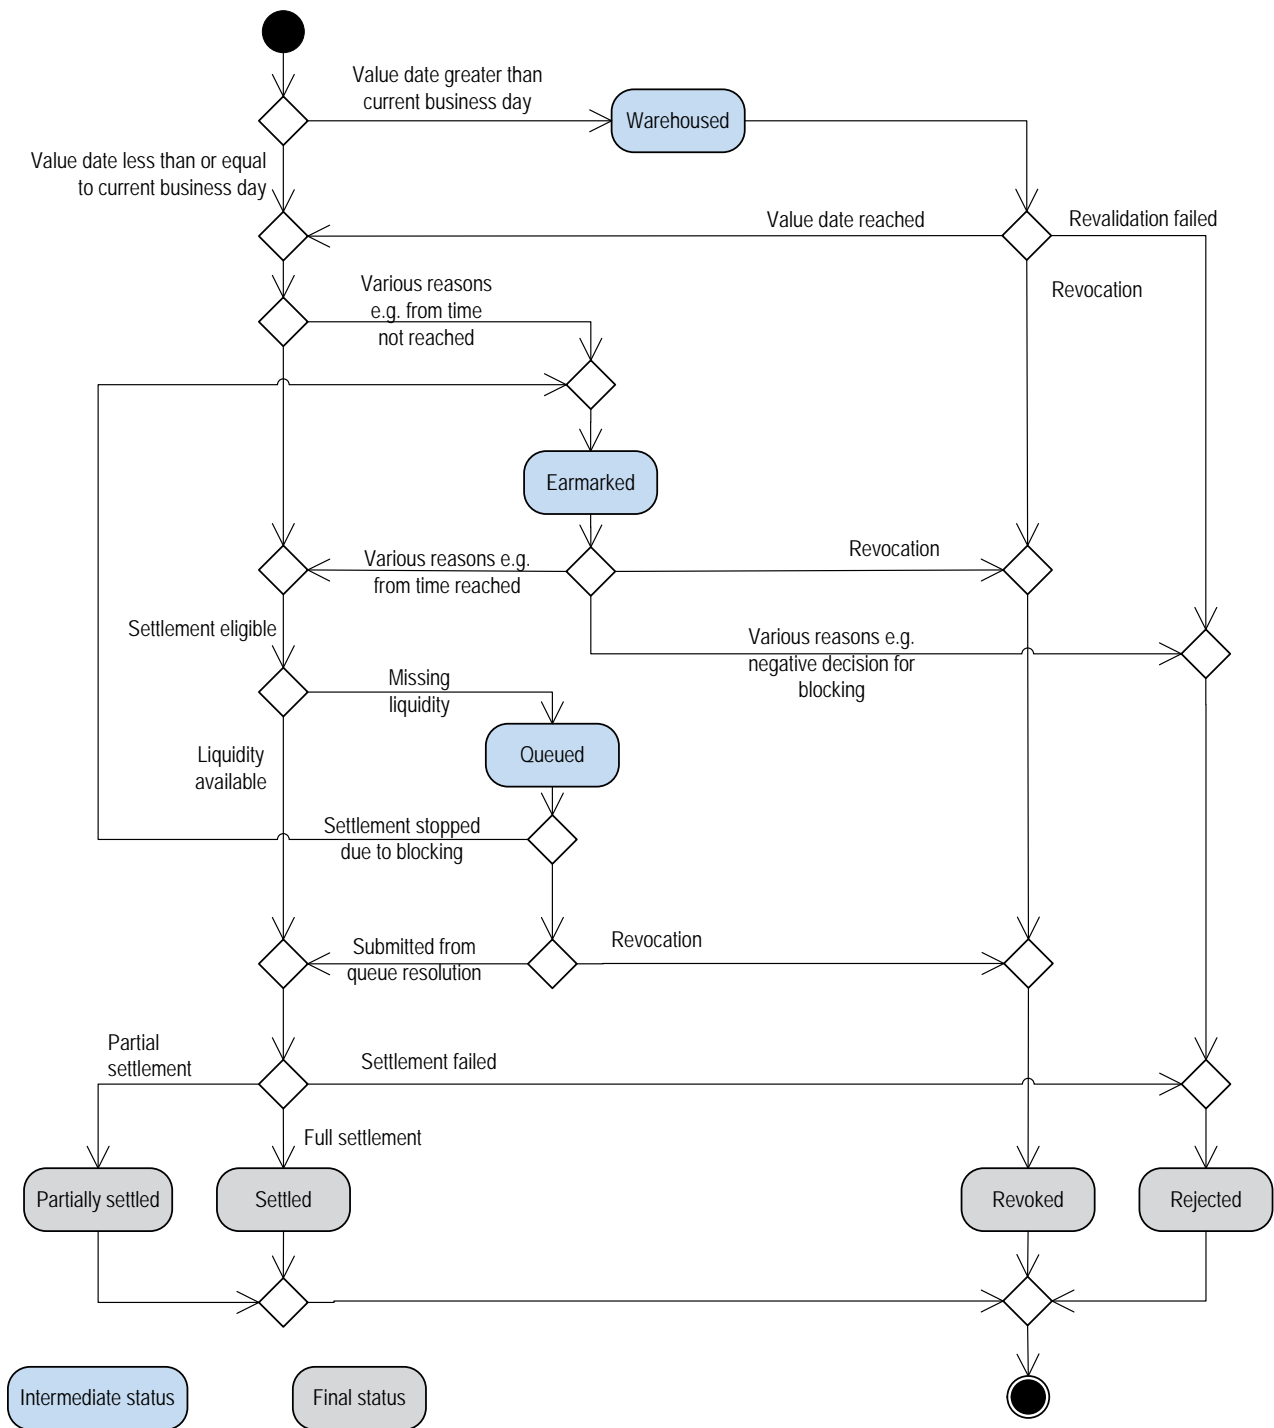 Value date greater than
current business day
Warehoused
Value date less than or equal
to current business day
Value date reached
Revalidation failed
Revocation
Various reasons
e.g. from time
not reached
Earmarked
Various reasons e.g.
from time reached
Revocation
Settlement eligible
Various reasons e.g.
negative decision for
blocking
Missing
liquidity
Queued
Liquidity
available
Settlement stopped
due to blocking
Submitted from
queue resolution
Revocation
Partial
settlement
Settlement failed
Full settlement
Partially settled
Settled
Revoked
Rejected
Intermediate status
Final status